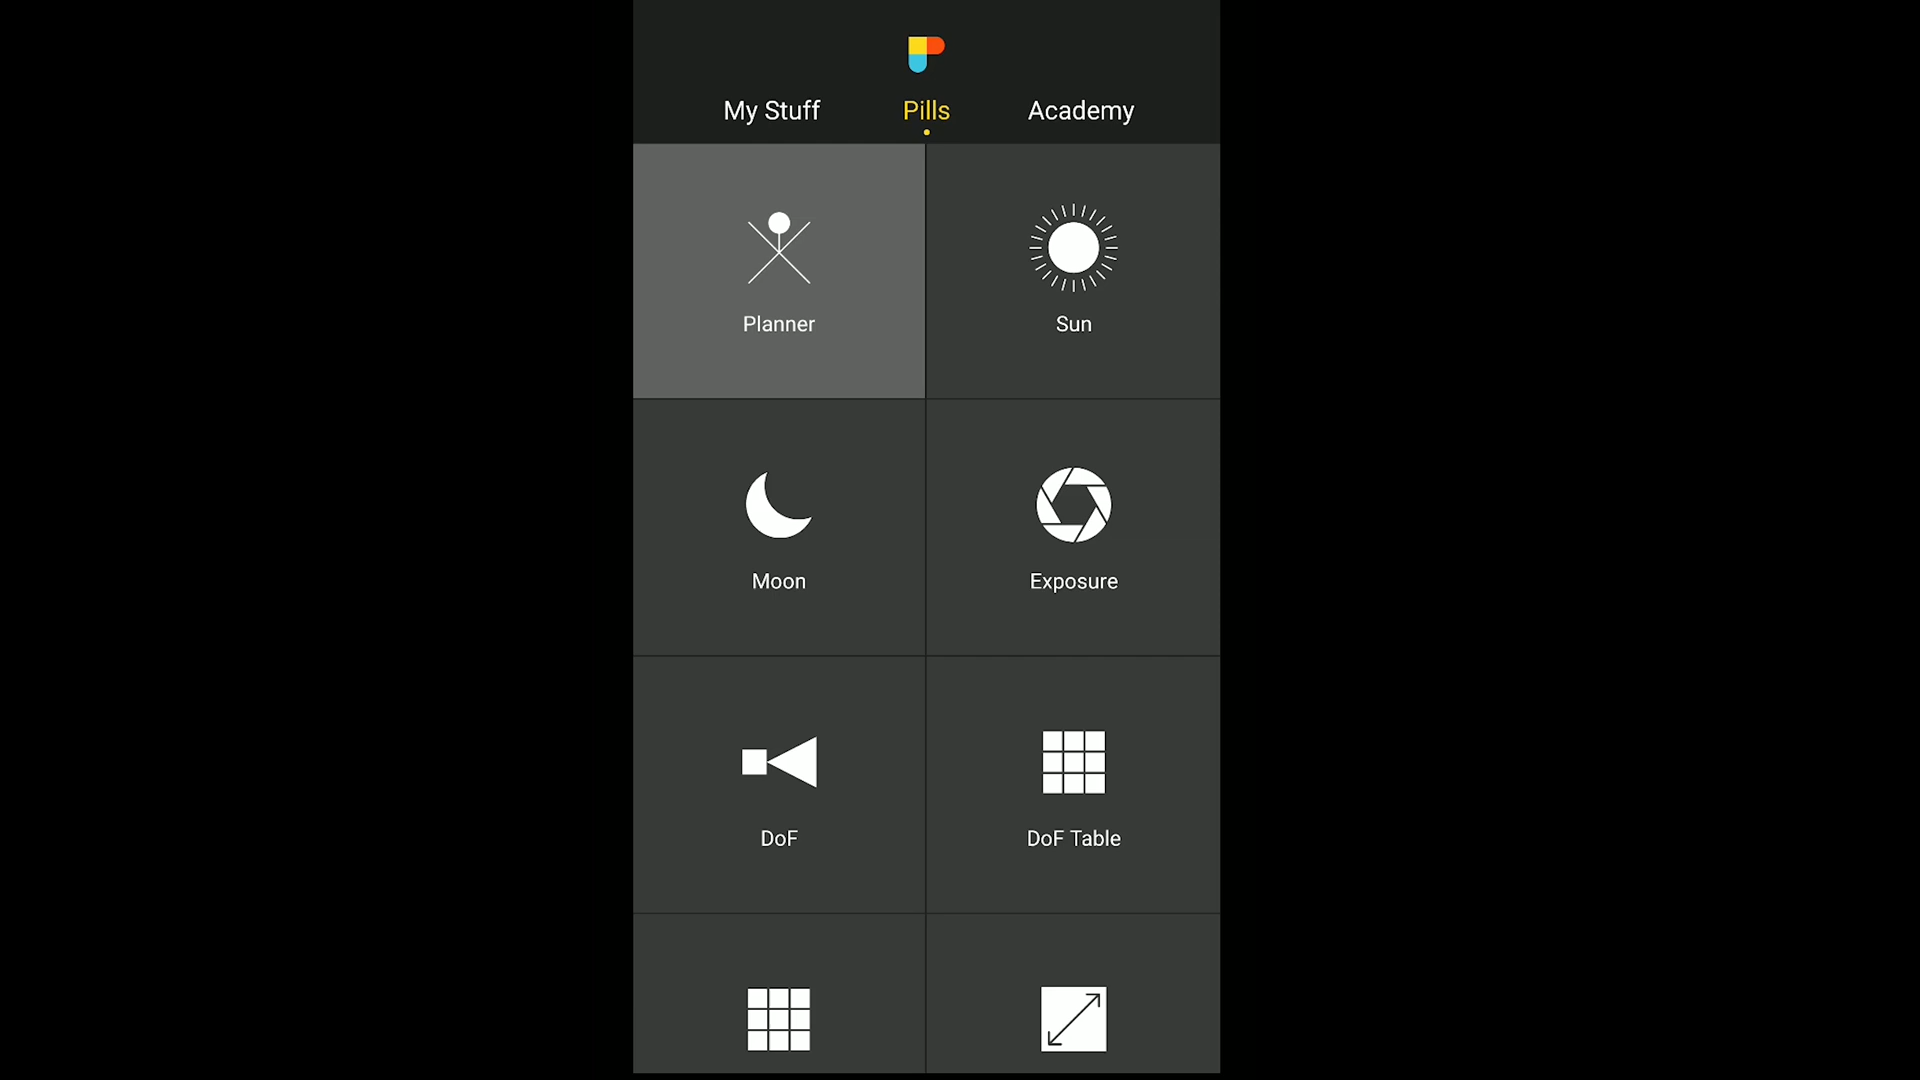 My Stuff Pills Academy
Planner Sun
Moon Exposure
DoF DoF Table